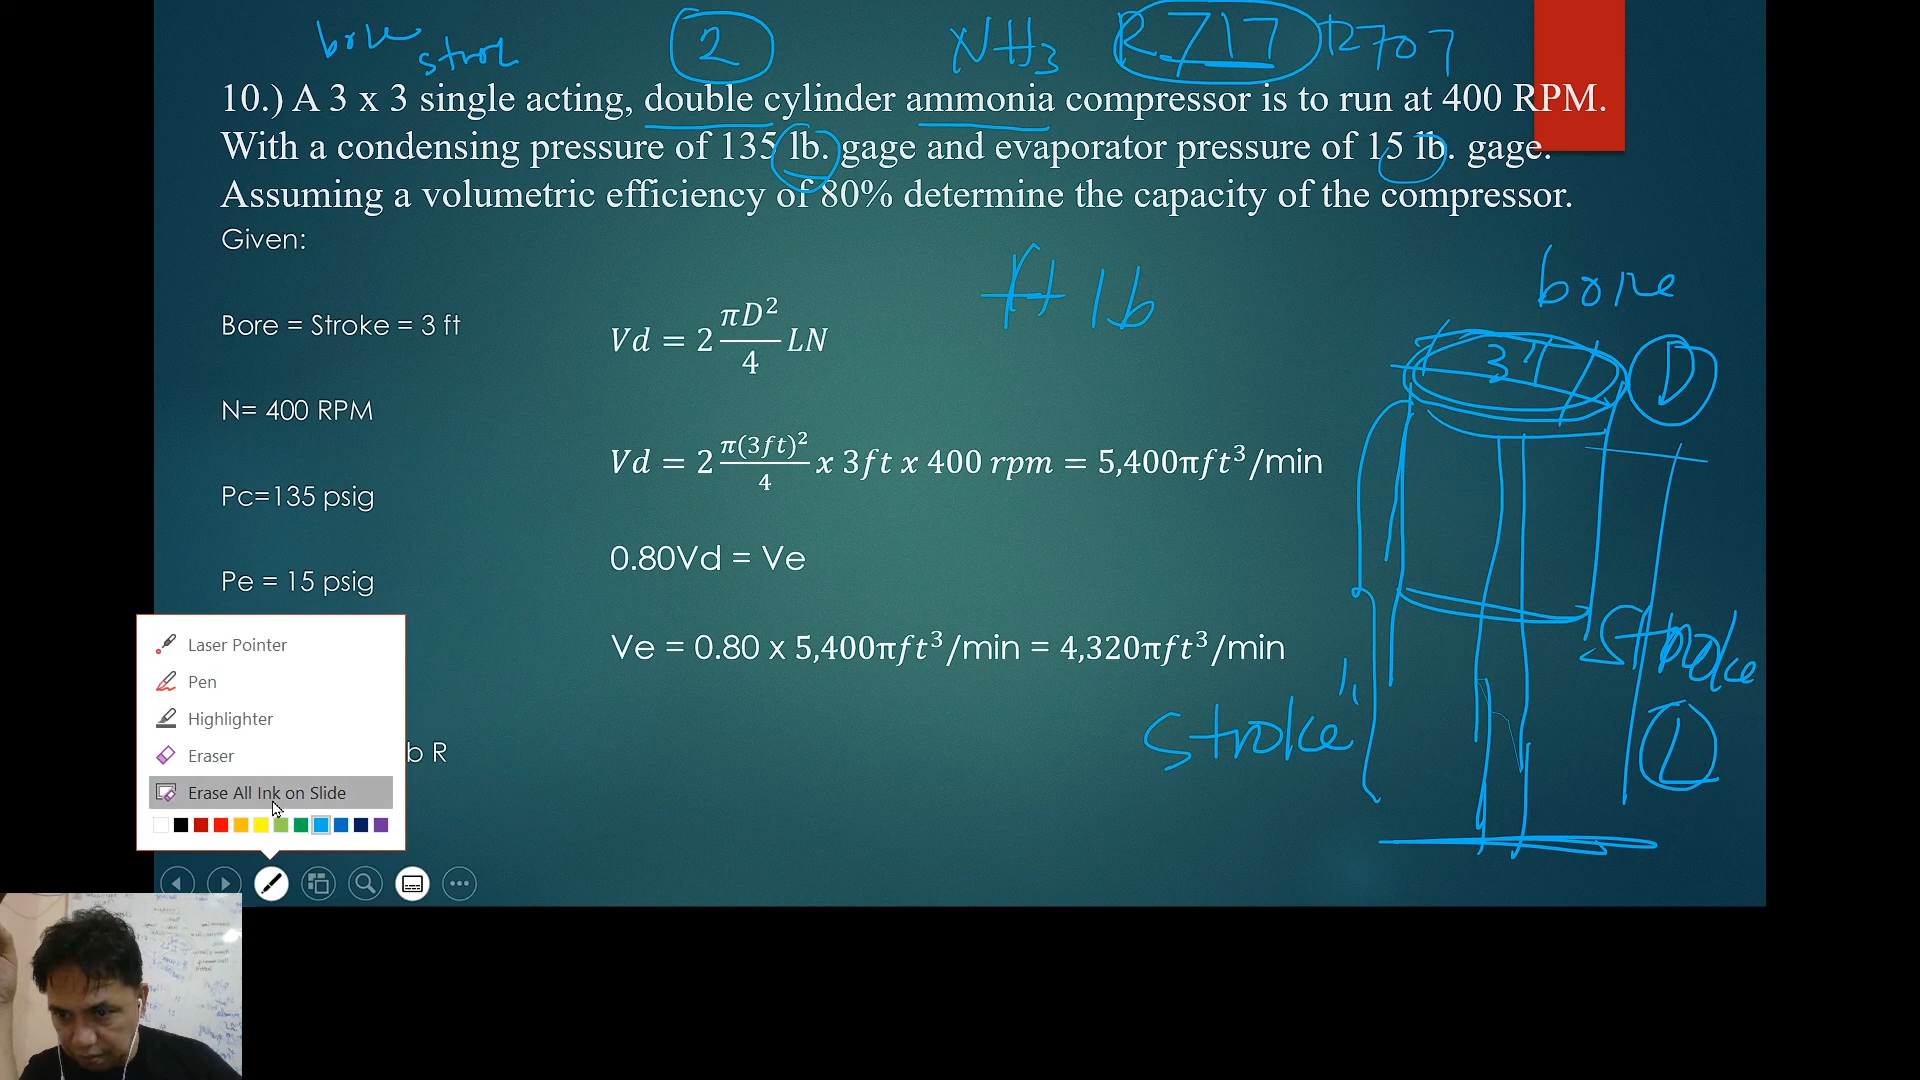 bore stroke 2 NH3 R 717 R707
10.) A 3 x 3 single acting, double cylinder ammonia compressor is to run at 400 RPM.
With a condensing pressure of 135 lb. gage and evaporator pressure of 15 lb. gage.
Assuming a volumetric efficiency of 80% determine the capacity of the compressor.
Given:
ft lb
bore
Bore = Stroke = 3 ft
Vd = 2 πD²/4 LN
3'
D
N= 400 RPM
Vd = 2 π(3ft)²/4 x 3ft x 400 rpm = 5,400πft³/min
Pc=135 psig
0.80Vd = Ve
Pe = 15 psig
Ve = 0.80 x 5,400πft³/min = 4,320πft³/min
stroke
stroke
L
b R
Laser Pointer
Pen
Highlighter
Eraser
Erase All Ink on Slide